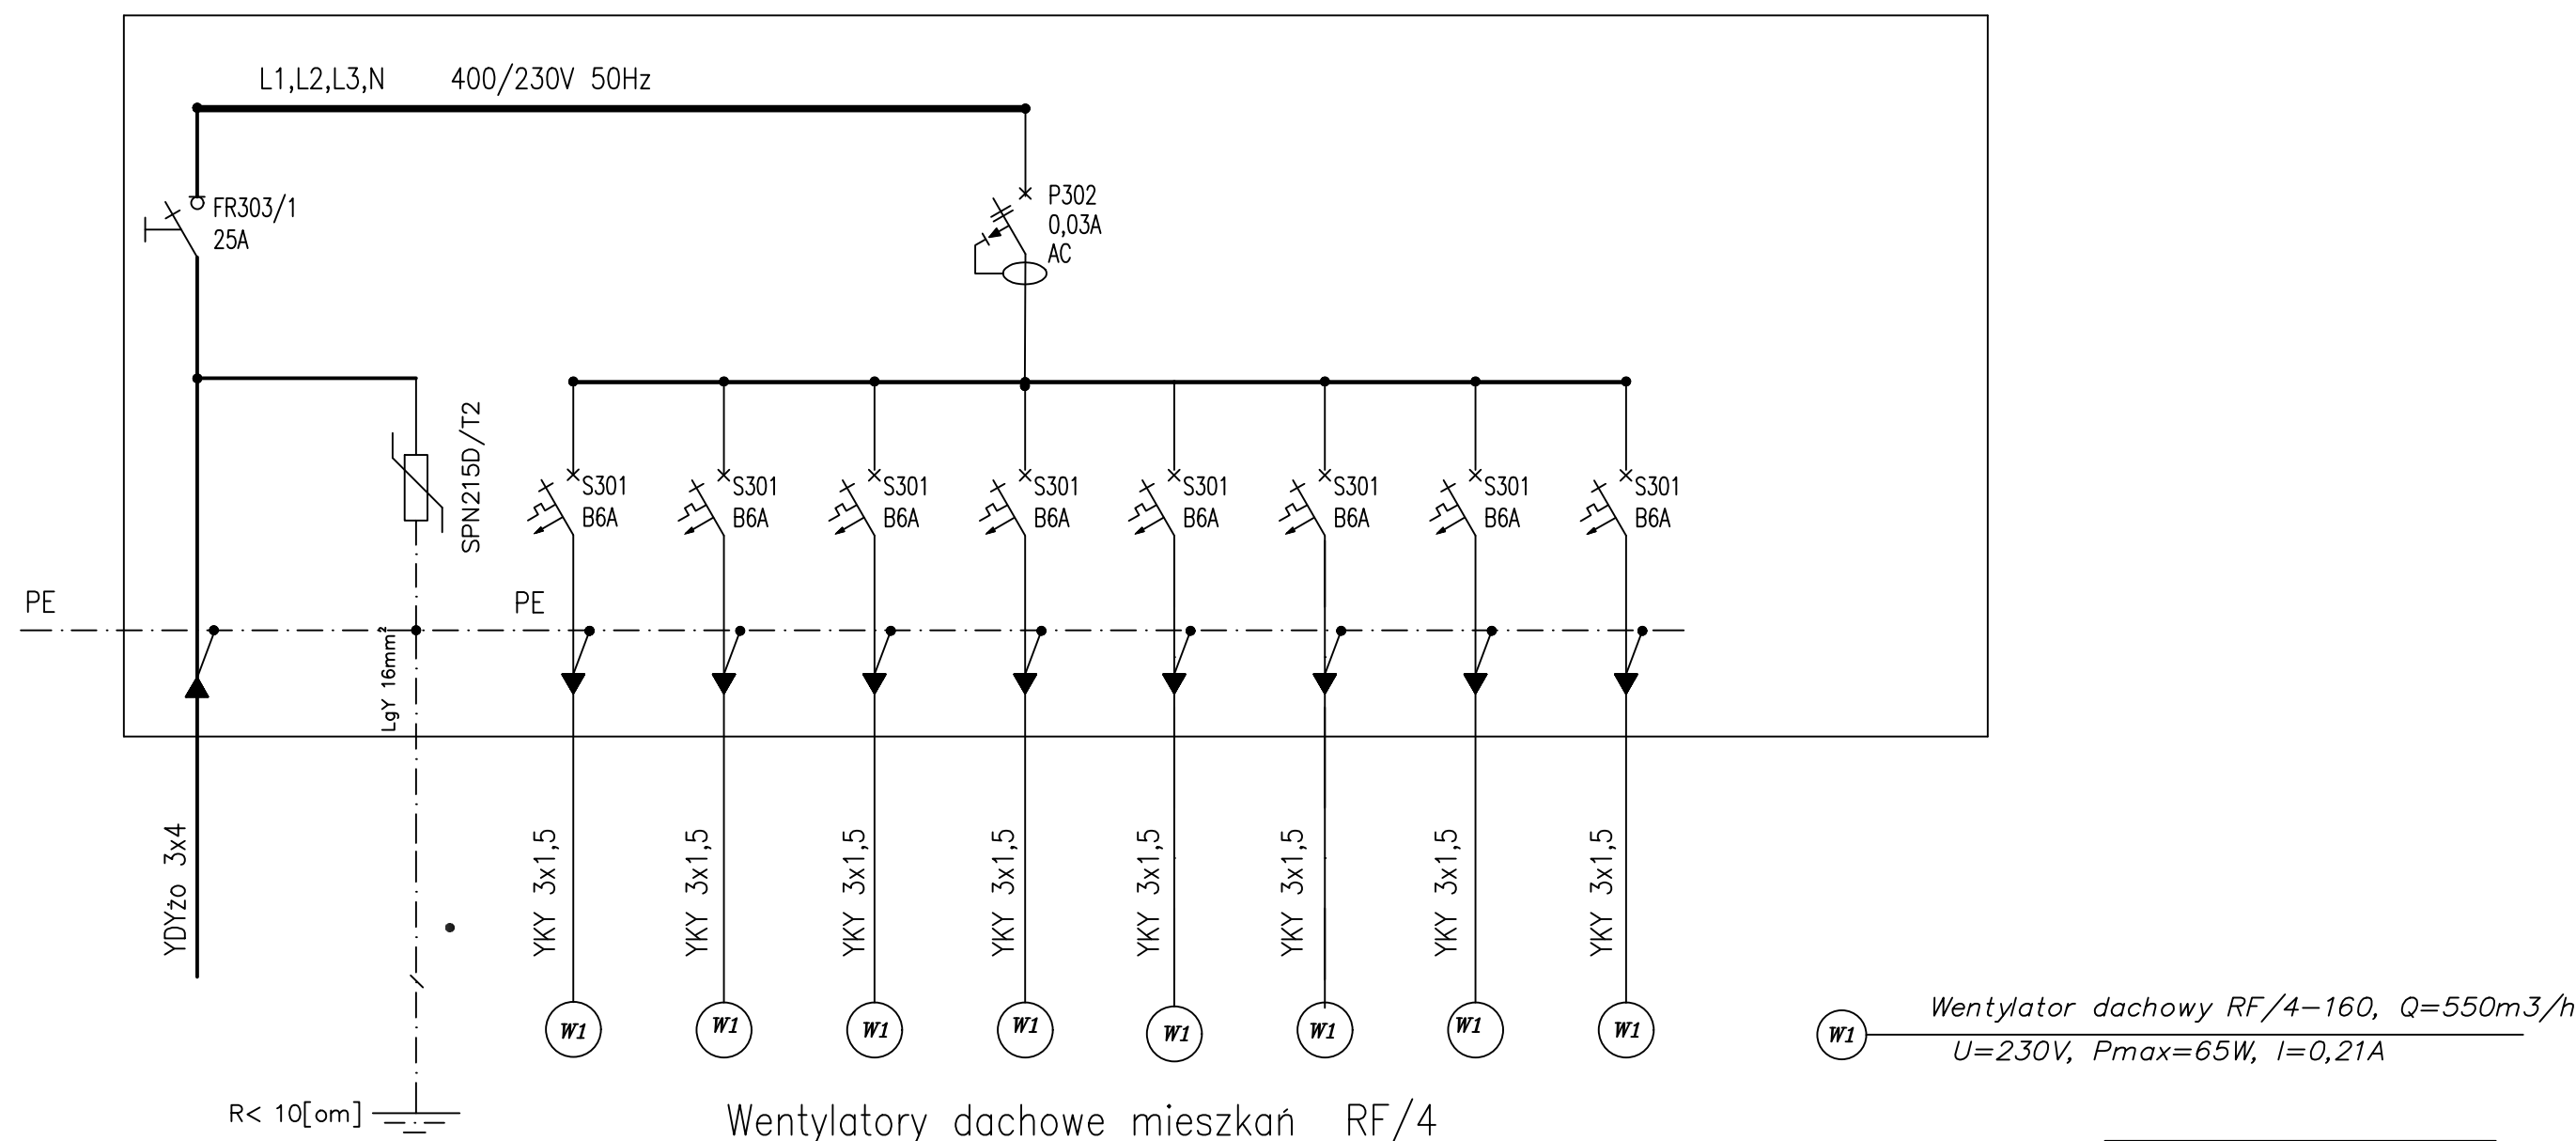 L1,L2,L3,N 400/230V 50Hz
FR303/1
25A
P302
0,03A
AC
SPN215D/T2
S301
B6A
S301
B6A
S301
B6A
S301
B6A
S301
B6A
S301
B6A
S301
B6A
S301
B6A
PE
PE
LgY 16mm²
YDYżo 3x4
YKY 3x1,5
YKY 3x1,5
YKY 3x1,5
YKY 3x1,5
YKY 3x1,5
YKY 3x1,5
YKY 3x1,5
YKY 3x1,5
W1
W1
W1
W1
W1
W1
W1
W1
W1
Wentylator dachowy RF/4-160, Q=550m3/h
U=230V, Pmax=65W, I=0,21A
R< 10[om]
Wentylatory dachowe mieszkań RF/4